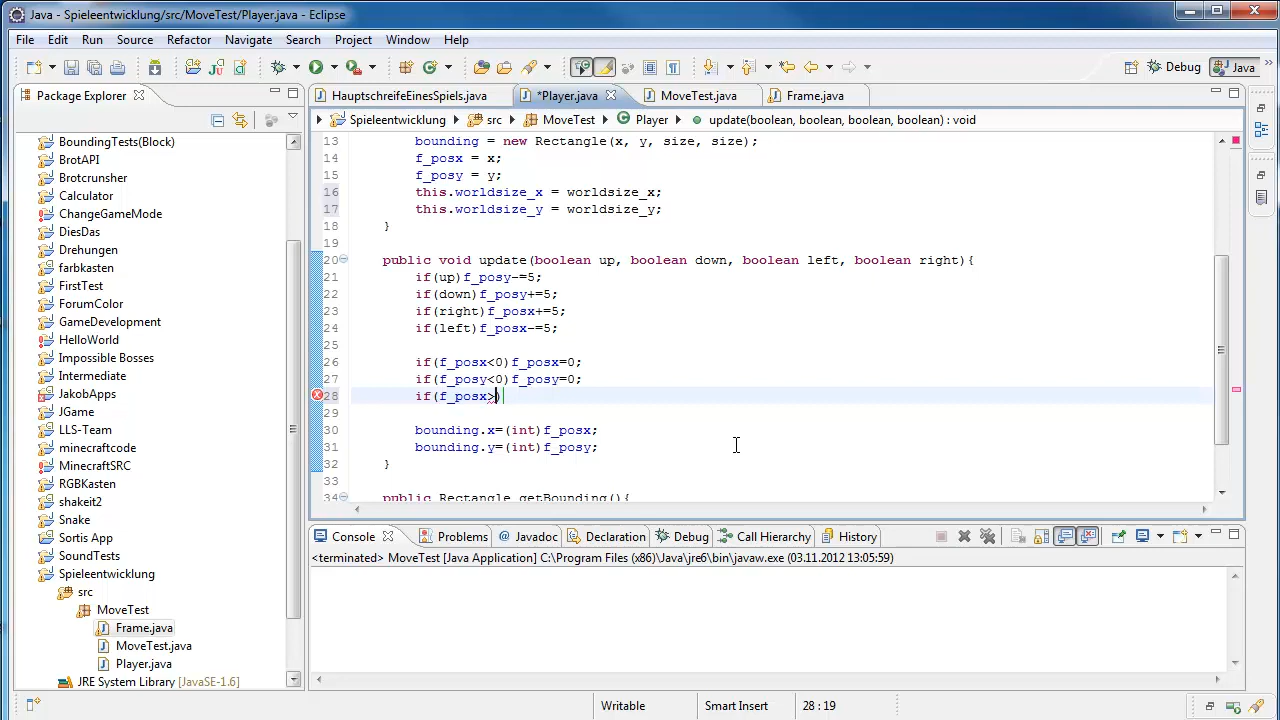 Java - Spieleentwicklung/src/MoveTest/Player.java - Eclipse
File Edit Run Source Refactor Navigate Search Project Window Help
Debug Java
Package Explorer
HauptschreifeEinesSpiels.java *Player.java MoveTest.java Frame.java
Spieleentwicklung src MoveTest Player update(boolean, boolean, boolean, boolean) : void
BoundingTests(Block)
BrotAPI
Brotcrunsher
Calculator
ChangeGameMode
DiesDas
Drehungen
farbkasten
FirstTest
ForumColor
GameDevelopment
HelloWorld
Impossible Bosses
Intermediate
JakobApps
JGame
LLS-Team
minecraftcode
MinecraftSRC
RGBKasten
shakeit2
Snake
Sortis App
SoundTests
Spieleentwicklung
src
MoveTest
Frame.java
MoveTest.java
Player.java
JRE System Library [JavaSE-1.6]
13 bounding = new Rectangle(x, y, size, size);
14 f_posx = x;
15 f_posy = y;
16 this.worldsize_x = worldsize_x;
17 this.worldsize_y = worldsize_y;
18 }
19
20 public void update(boolean up, boolean down, boolean left, boolean right){
21 if(up)f_posy-=5;
22 if(down)f_posy+=5;
23 if(right)f_posx+=5;
24 if(left)f_posx-=5;
25
26 if(f_posx<0)f_posx=0;
27 if(f_posy<0)f_posy=0;
28 if(f_posx>)
29
30 bounding.x=(int)f_posx;
31 bounding.y=(int)f_posy;
32 }
33
34 public Rectangle getBounding(){
Console Problems Javadoc Declaration Debug Call Hierarchy History
<terminated> MoveTest [Java Application] C:\Program Files (x86)\Java\jre6\bin\javaw.exe (03.11.2012 13:05:59)
Writable Smart Insert 28 : 19